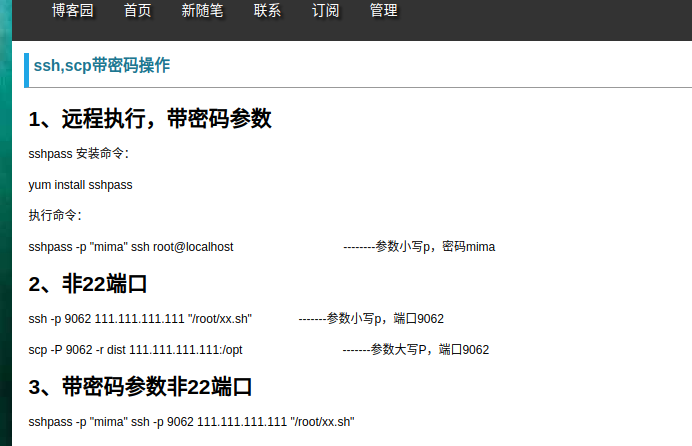 博客园 首页 新随笔 联系 订阅 管理
ssh,scp带密码操作
1、远程执行，带密码参数
sshpass 安装命令：
yum install sshpass
执行命令：
sshpass -p "mima" ssh root@localhost --------参数小写p，密码mima
2、非22端口
ssh -p 9062 111.111.111.111 "/root/xx.sh" -------参数小写p，端口9062
scp -P 9062 -r dist 111.111.111.111:/opt -------参数大写P，端口9062
3、带密码参数非22端口
sshpass -p "mima" ssh -p 9062 111.111.111.111 "/root/xx.sh"